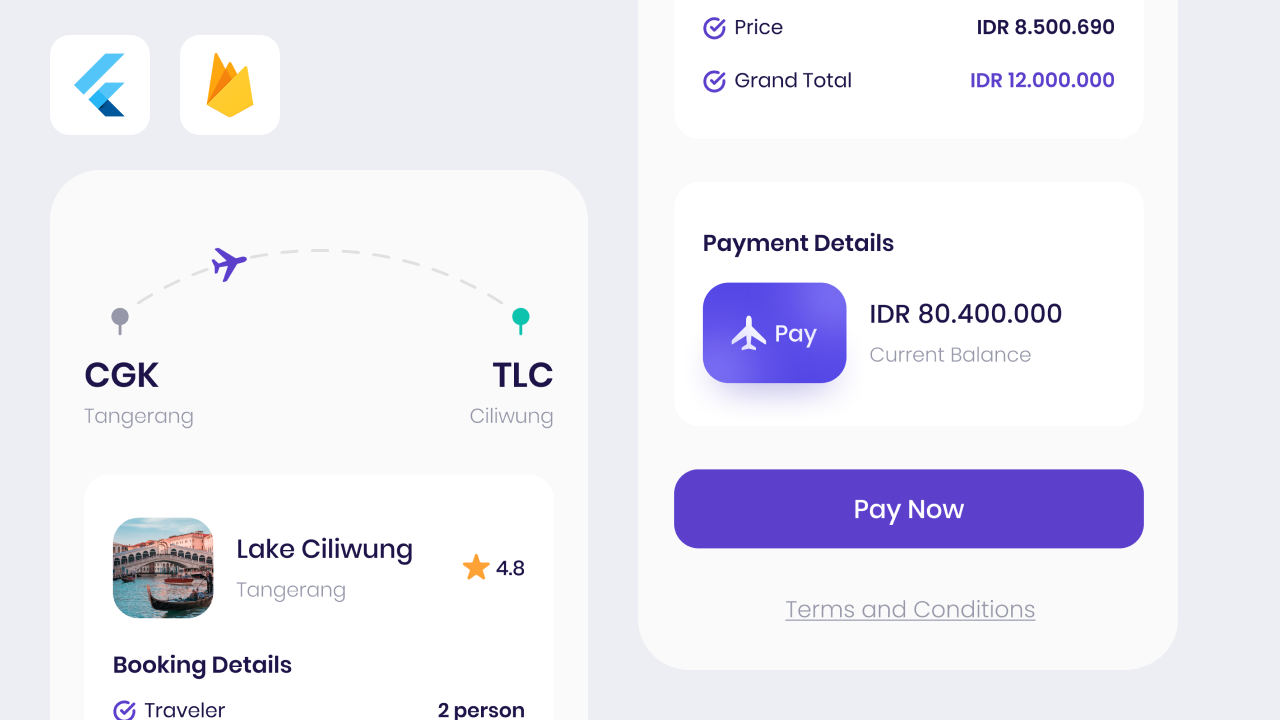 CGK
TLC
Tangerang
Ciliwung
Lake Ciliwung
Tangerang
4.8
Booking Details
Traveler
2 person
Price
IDR 8.500.690
Grand Total
IDR 12.000.000
Payment Details
Pay
IDR 80.400.000
Current Balance
Pay Now
Terms and Conditions